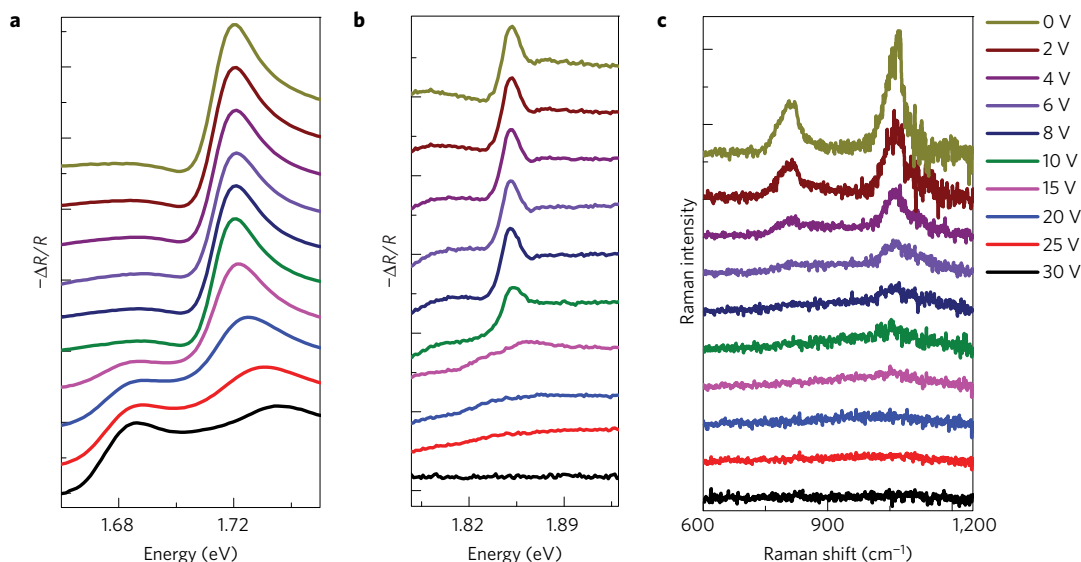 a
−ΔR/R
1.68
1.72
Energy (eV)
b
−ΔR/R
1.82
1.89
Energy (eV)
c
Raman intensity
600
900
1,200
Raman shift (cm⁻¹)
0 V
2 V
4 V
6 V
8 V
10 V
15 V
20 V
25 V
30 V